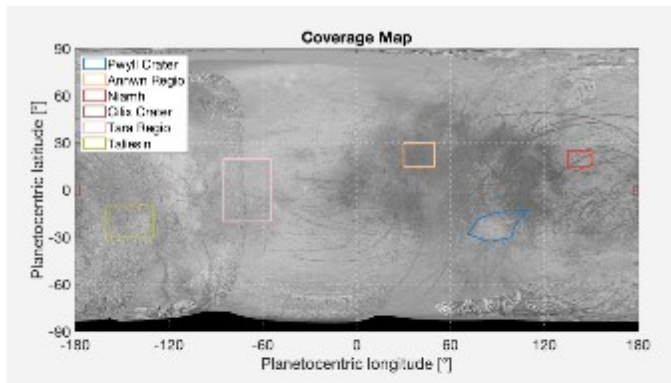 Coverage Map
Pwyll Crater
Annwn Regio
Niamh
Cilix Crater
Tara Regio
Taliesin
Planetocentric latitude [°]
90
60
30
0
-30
-60
-90
-180
-120
-60
0
60
120
180
Planetocentric longitude [°]